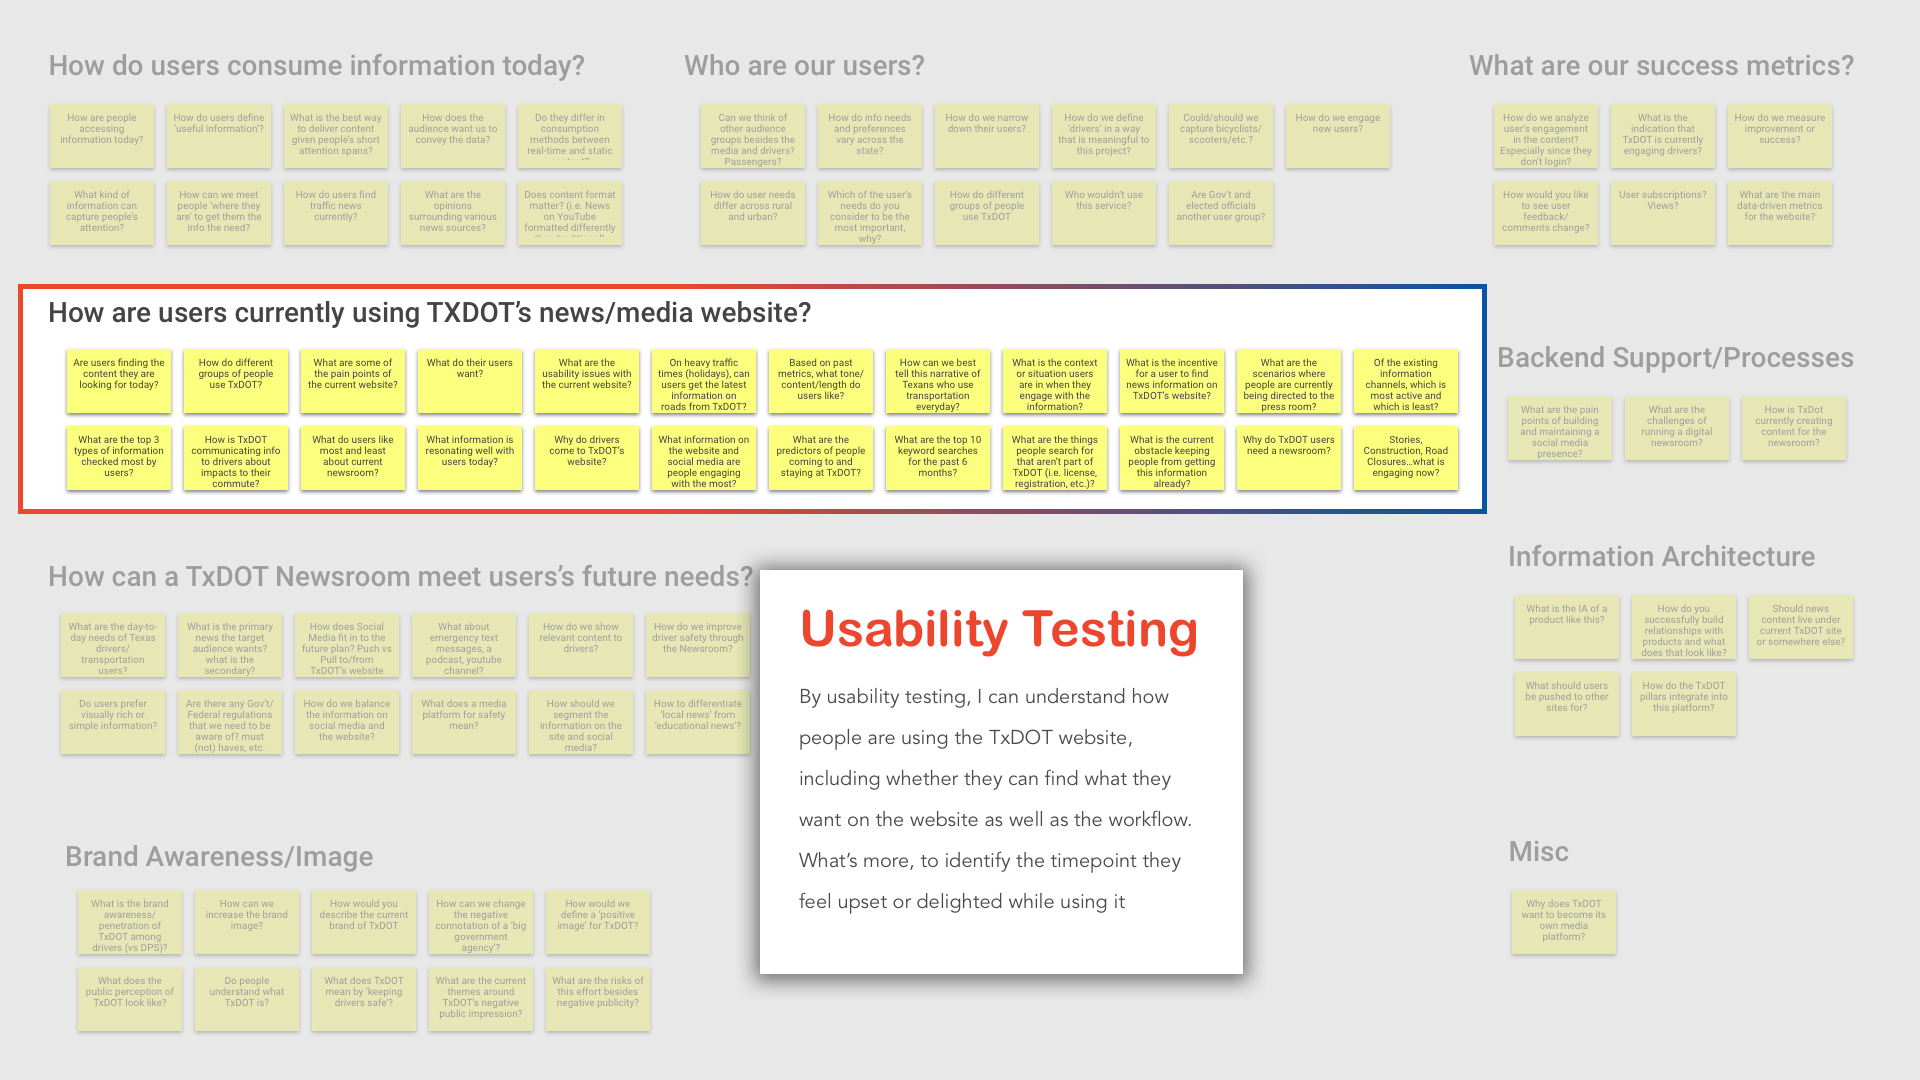 How do users consume information today?
How are people
accessing
information today?
How do users define
‘useful information’?
What is the best way
to deliver content
given people’s short
attention spans?
How does the
audience want us to
convey the data?
Do they differ in
consumption
methods between
real-time and static
What kind of
information can
capture people’s
attention?
How can we meet
people ‘where they
are’ to get them the
info the need?
How do users find
traffic news
currently?
What are the
opinions
surrounding various
news sources?
Does content format
matter? (i.e. News
on YouTube
formatted differently
Who are our users?
Can we think of
other audience
groups besides the
media and drivers?
Passengers?
How do info needs
and preferences
vary across the
state?
How do we narrow
down their users?
How do we define
‘drivers’ in a way
that is meaningful to
this project?
Could/should we
capture bicyclists/
scooters/etc.?
How do we engage
new users?
How do user needs
differ across rural
and urban?
Which of the user’s
needs do you
consider to be the
most important,
why?
How do different
groups of people
use TxDOT
Who wouldn’t use
this service?
Are Gov’t and
elected officials
another user group?
What are our success metrics?
How do we analyze
user’s engagement
in the content?
Especially since they
don’t login?
What is the
indication that
TxDOT is currently
engaging drivers?
How do we measure
improvement or
success?
How would you like
to see user
feedback/
comments change?
User subscriptions?
Views?
What are the main
data-driven metrics
for the website?
How are users currently using TXDOT’s news/media website?
Are users finding the
content they are
looking for today?
How do different
groups of people
use TxDOT?
What are some of
the pain points of
the current website?
What do their users
want?
What are the
usability issues with
the current website?
On heavy traffic
times (holidays), can
users get the latest
information on
roads from TxDOT?
Based on past
metrics, what tone/
content/length do
users like?
How can we best
tell this narrative of
Texans who use
transportation
everyday?
What is the context
or situation users
are in when they
engage with the
information?
What is the incentive
for a user to find
news information on
TxDOT’s website?
What are the
scenarios where
people are currently
being directed to the
press room?
Of the existing
information
channels, which is
most active and
which is least?
What are the top 3
types of information
checked most by
users?
How is TxDOT
communicating info
to drivers about
impacts to their
commute?
What do users like
most and least
about current
newsroom?
What information is
resonating well with
users today?
Why do drivers
come to TxDOT’s
website?
What information on
the website and
social media are
people engaging
with the most?
What are the
predictors of people
coming to and
staying at TxDOT?
What are the top 10
keyword searches
for the past 6
months?
What are the things
people search for
that aren’t part of
TxDOT (i.e. license,
registration, etc.)?
What is the current
obstacle keeping
people from getting
this information
already?
Why do TxDOT users
need a newsroom?
Stories,
Construction, Road
Closures...what is
engaging now?
Backend Support/Processes
What are the pain
points of building
and maintaining a
social media
presence?
What are the
challenges of
running a digital
newsroom?
How is TxDot
currently creating
content for the
newsroom?
How can a TxDOT Newsroom meet users’s future needs?
What are the day-to-
day needs of Texas
drivers/
transportation
users?
What is the primary
news the target
audience wants?
what is the
secondary?
How does Social
Media fit in to the
future plan? Push vs
Pull to/from
TxDOT’s website
What about
emergency text
messages, a
podcast, youtube
channel?
How do we show
relevant content to
drivers?
How do we improve
driver safety through
the Newsroom?
Do users prefer
visually rich or
simple information?
Are there any Gov’t/
Federal regulations
that we need to be
aware of? must
(not) haves, etc.
How do we balance
the information on
social media and
the website?
What does a media
platform for safety
mean?
How should we
segment the
information on the
site and social
media?
How to differentiate
‘local news’ from
‘educational news’?
Usability Testing
By usability testing, I can understand how
people are using the TxDOT website,
including whether they can find what they
want on the website as well as the workflow.
What’s more, to identify the timepoint they
feel upset or delighted while using it
Information Architecture
What is the IA of a
product like this?
How do you
successfully build
relationships with
products and what
does that look like?
Should news
content live under
current TxDOT site
or somewhere else?
What should users
be pushed to other
sites for?
How do the TxDOT
pillars integrate into
this platform?
Brand Awareness/Image
What is the brand
awareness/
penetration of
TxDOT among
drivers (vs DPS)?
How can we
increase the brand
image?
How would you
describe the current
brand of TxDOT
How can we change
the negative
connotation of a ‘big
government
agency’?
How would we
define a ‘positive
image’ for TxDOT?
What does the
public perception of
TxDOT look like?
Do people
understand what
TxDOT is?
What does TxDOT
mean by ‘keeping
drivers safe’?
What are the current
themes around
TxDOT’s negative
public impression?
What are the risks of
this effort besides
negative publicity?
Misc
Why does TxDOT
want to become its
own media
platform?